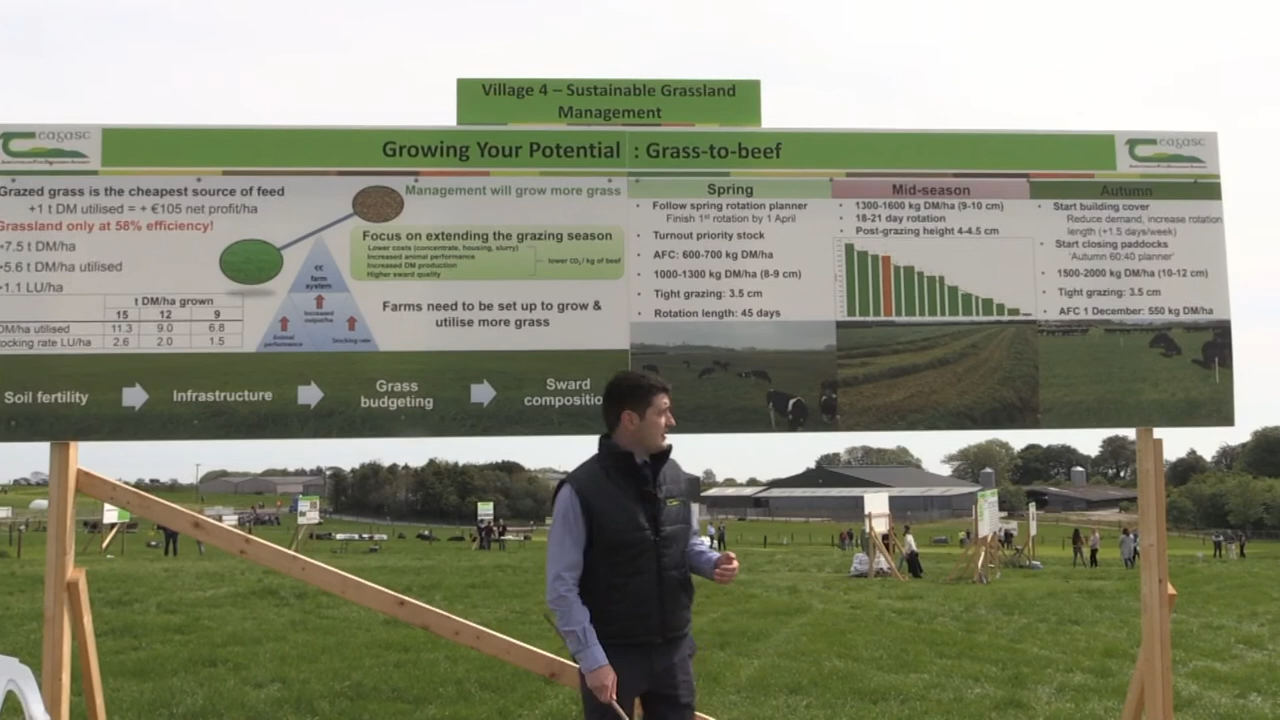 Village 4 – Sustainable Grassland
Management
Growing Your Potential : Grass-to-beef
Teagasc
Grazed grass is the cheapest source of feed
+1 t DM utilised = + €105 net profit/ha
Grassland only at 58% efficiency!
7.5 t DM/ha
5.6 t DM/ha utilised
1.1 LU/ha
t DM/ha grown
15 12 9
DM/ha utilised 11.3 9.0 6.8
ocking rate LU/ha 2.6 2.0 1.5
Management will grow more grass
Focus on extending the grazing season
Lower costs (concentrate, housing, slurry)
Increased animal performance
Increased DM production
Higher sward quality
lower CO2 / kg of beef
€€
farm
system
Increased
output/ha
Animal
performance
Stocking rate
Farms need to be set up to grow &
utilise more grass
Soil fertility
Infrastructure
Grass
budgeting
Sward
compositio
Spring
• Follow spring rotation planner
Finish 1st rotation by 1 April
• Turnout priority stock
• AFC: 600-700 kg DM/ha
• 1000-1300 kg DM/ha (8-9 cm)
• Tight grazing: 3.5 cm
• Rotation length: 45 days
Mid-season
• 1300-1600 kg DM/ha (9-10 cm)
• 18-21 day rotation
• Post-grazing height 4-4.5 cm
Autumn
• Start building cover
Reduce demand, increase rotation
length (+1.5 days/week)
• Start closing paddocks
'Autumn 60:40 planner'
• 1500-2000 kg DM/ha (10-12 cm)
• Tight grazing: 3.5 cm
• AFC 1 December: 550 kg DM/ha
Teagasc